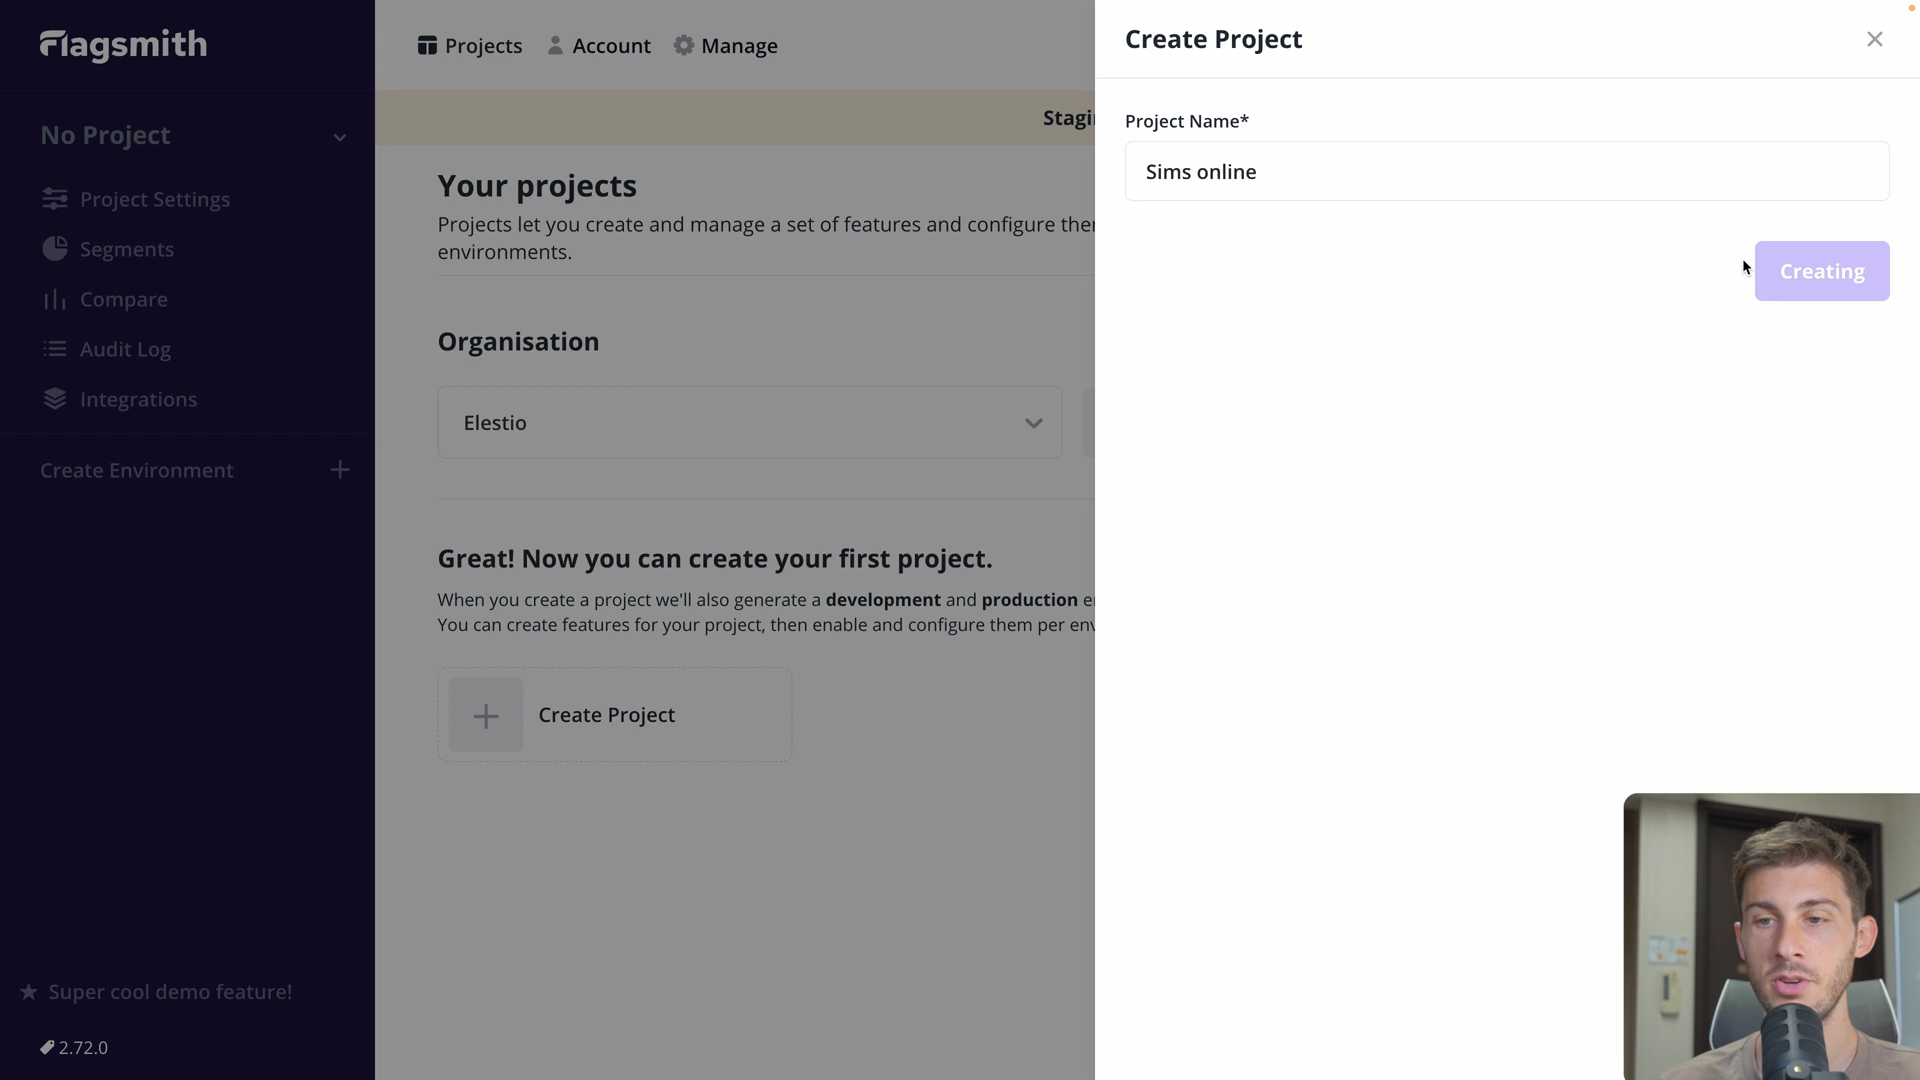 Flagsmith
No Project
Project Settings
Segments
Compare
Audit Log
Integrations
Create Environment
Super cool demo feature!
2.72.0
Projects
Account
Manage
Your projects
Projects let you create and manage a set of features and configure
environments.
Organisation
Elestio
Great! Now you can create your first project.
When you create a project we'll also generate a development and production
You can create features for your project, then enable and configure them per
Create Project
Create Project
Project Name*
Sims online
Creating